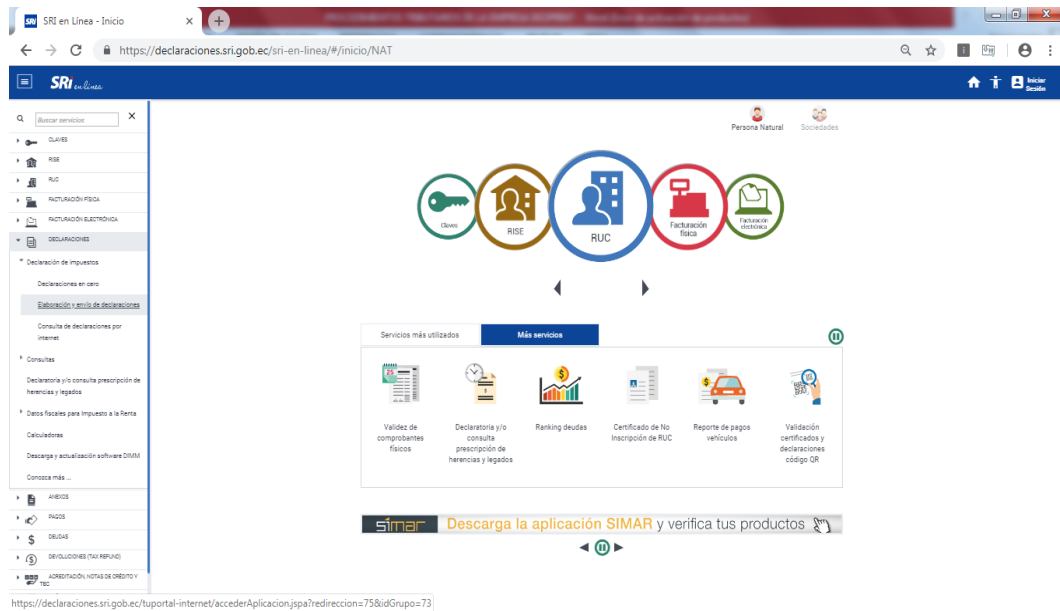 SRI en Línea - Inicio
https://declaraciones.sri.gob.ec/sri-en-linea/#/inicio/NAT
SRi en línea
Iniciar
Sesión
Buscar servicios
CLAVES
RISE
RUC
FACTURACIÓN FÍSICA
FACTURACIÓN ELECTRÓNICA
DECLARACIONES
Declaración de impuestos
Declaraciones en cero
Elaboración y envío de declaraciones
Consulta de declaraciones por
internet
Consultas
Declaratoria y/o consulta prescripción de
herencias y legados
Datos fiscales para Impuesto a la Renta
Calculadoras
Descarga y actualización software DIMM
Conozca más ...
ANEXOS
PAGOS
DEUDAS
DEVOLUCIONES (TAX REFUND)
ACREDITACIÓN, NOTAS DE CRÉDITO Y
TBC
Persona Natural
Sociedades
Claves
RISE
RUC
Facturación
física
Facturación
electrónica
Servicios más utilizados
Más servicios
Validez de
comprobantes
físicos
Declaratoria y/o
consulta
prescripción de
herencias y legados
Ranking deudas
Certificado de No
Inscripción de RUC
Reporte de pagos
vehículos
Validación
certificados y
declaraciones
código QR
simar Descarga la aplicación SIMAR y verifica tus productos
https://declaraciones.sri.gob.ec/tuportal-internet/accederAplicacion.jspa?redireccion=75&idGrupo=73